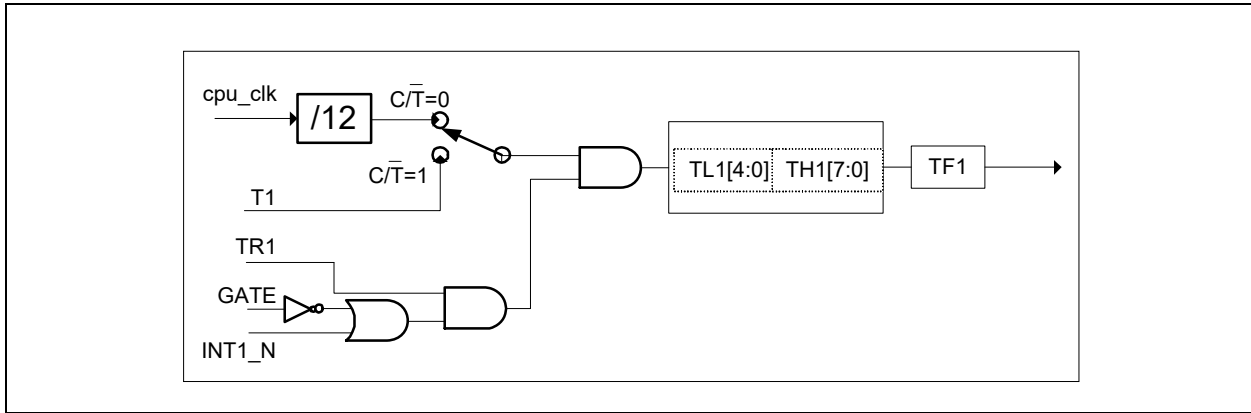 cpu_clk
/12
C/T̅=0
C/T̅=1
T1
TR1
GATE
INT1_N
TL1[4:0]
TH1[7:0]
TF1